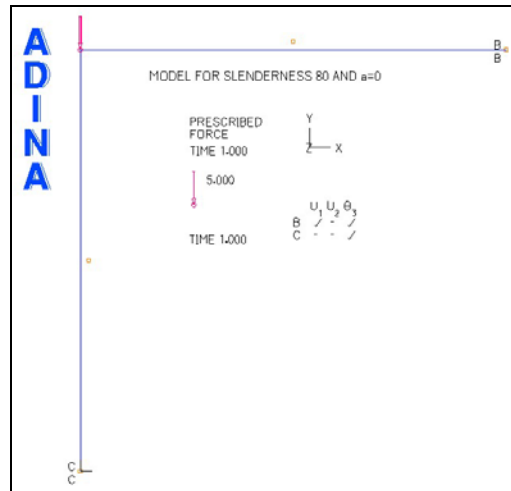 ADINA
B
B
MODEL FOR SLENDERNESS 80 AND a=0
PRESCRIBED
FORCE
TIME 1.000
Y
Z X
5.000
U1 U2 θ3
B / - /
C - - /
TIME 1.000
C
C